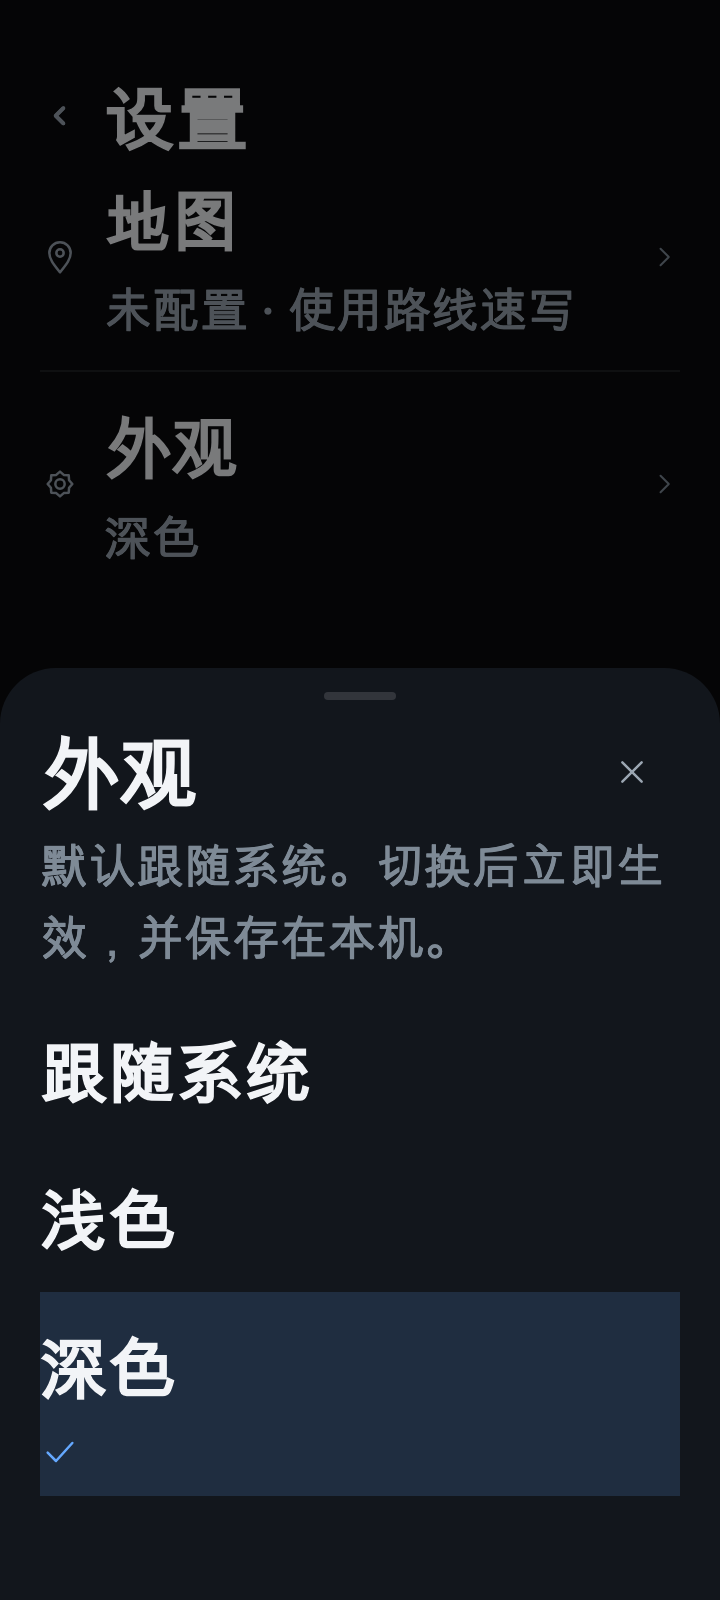 设置
地图
未配置 · 使用路线速写
外观
深色
外观
默认跟随系统。切换后立即生
效，并保存在本机。
跟随系统
浅色
深色